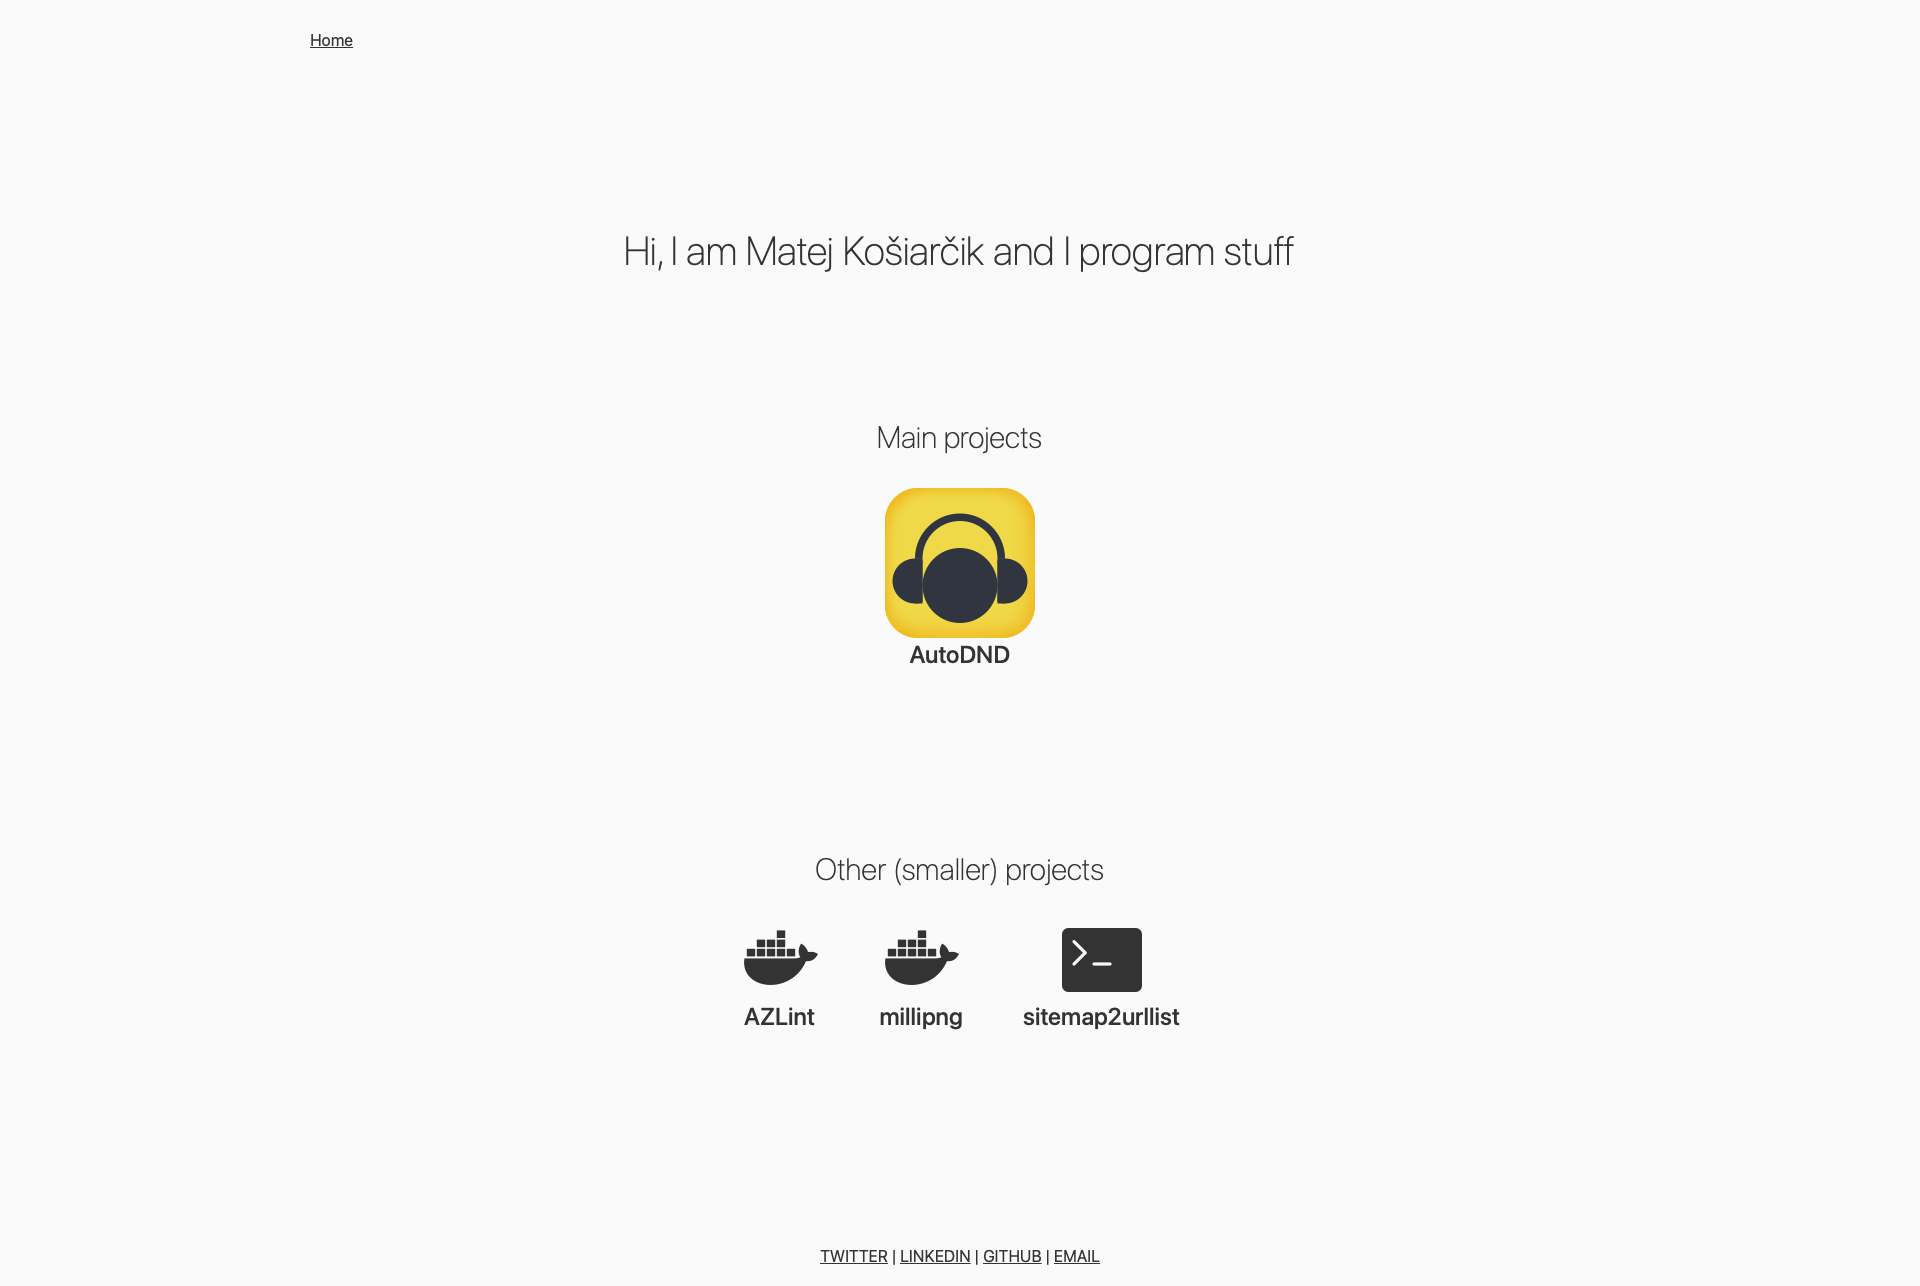 Home
Hi, I am Matej Košiarčik and I program stuff
Main projects
AutoDND
Other (smaller) projects
AZLint
millipng
sitemap2urllist
TWITTER | LINKEDIN | GITHUB | EMAIL